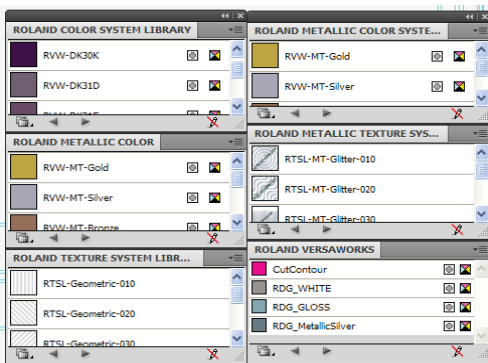 ROLAND COLOR SYSTEM LIBRARY
RVW-DK30K
RVW-DK31D
ROLAND METALLIC COLOR
RVW-MT-Gold
RVW-MT-Silver
RVW-MT-Bronze
ROLAND TEXTURE SYSTEM LIBR...
RTSL-Geometric-010
RTSL-Geometric-020
RTSL-Geometric-030
ROLAND METALLIC COLOR SYSTE...
RVW-MT-Gold
RVW-MT-Silver
ROLAND METALLIC TEXTURE SYS...
RTSL-MT-Glitter-010
RTSL-MT-Glitter-020
RTSL-MT-Glitter-030
ROLAND VERSAWORKS
CutContour
RDG_WHITE
RDG_GLOSS
RDG_MetallicSilver